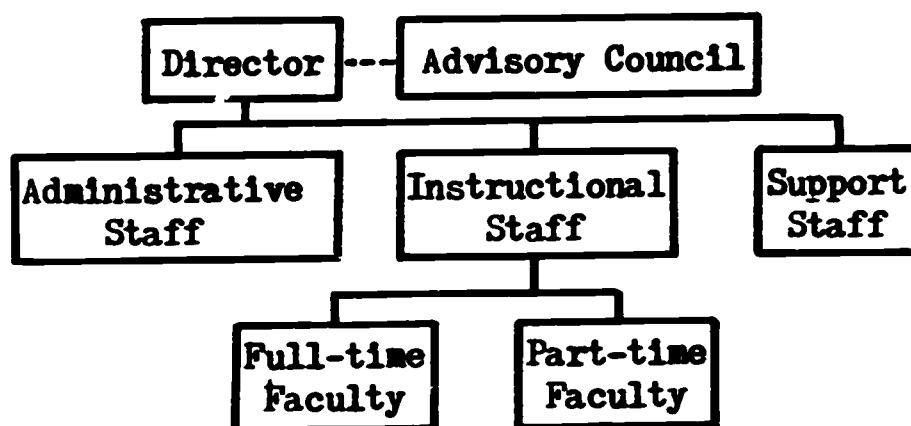 Director
Advisory Council
Administrative
Staff
Instructional
Staff
Support
Staff
Full-time
Faculty
Part-time
Faculty